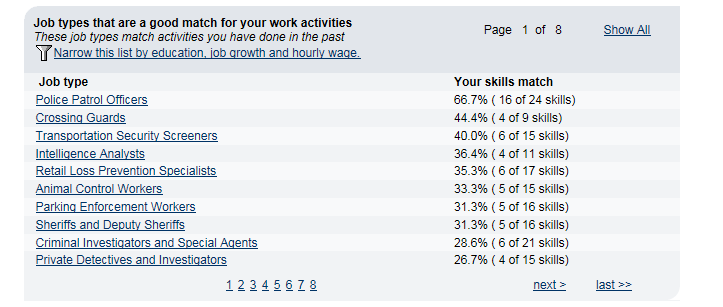 Job types that are a good match for your work activities
Page 1 of 8 Show All
These job types match activities you have done in the past
Narrow this list by education, job growth and hourly wage.
Job type Your skills match
Police Patrol Officers 66.7% ( 16 of 24 skills)
Crossing Guards 44.4% ( 4 of 9 skills)
Transportation Security Screeners 40.0% ( 6 of 15 skills)
Intelligence Analysts 36.4% ( 4 of 11 skills)
Retail Loss Prevention Specialists 35.3% ( 6 of 17 skills)
Animal Control Workers 33.3% ( 5 of 15 skills)
Parking Enforcement Workers 31.3% ( 5 of 16 skills)
Sheriffs and Deputy Sheriffs 31.3% ( 5 of 16 skills)
Criminal Investigators and Special Agents 28.6% ( 6 of 21 skills)
Private Detectives and Investigators 26.7% ( 4 of 15 skills)
1 2 3 4 5 6 7 8 next > last >>